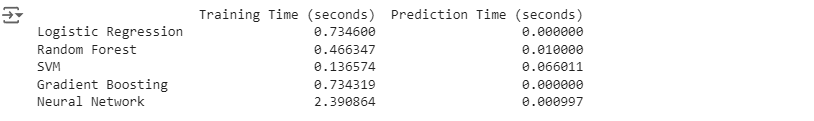 Training Time (seconds) Prediction Time (seconds)
Logistic Regression 0.734600 0.000000
Random Forest 0.466347 0.010000
SVM 0.136574 0.066011
Gradient Boosting 0.734319 0.000000
Neural Network 2.390864 0.000997